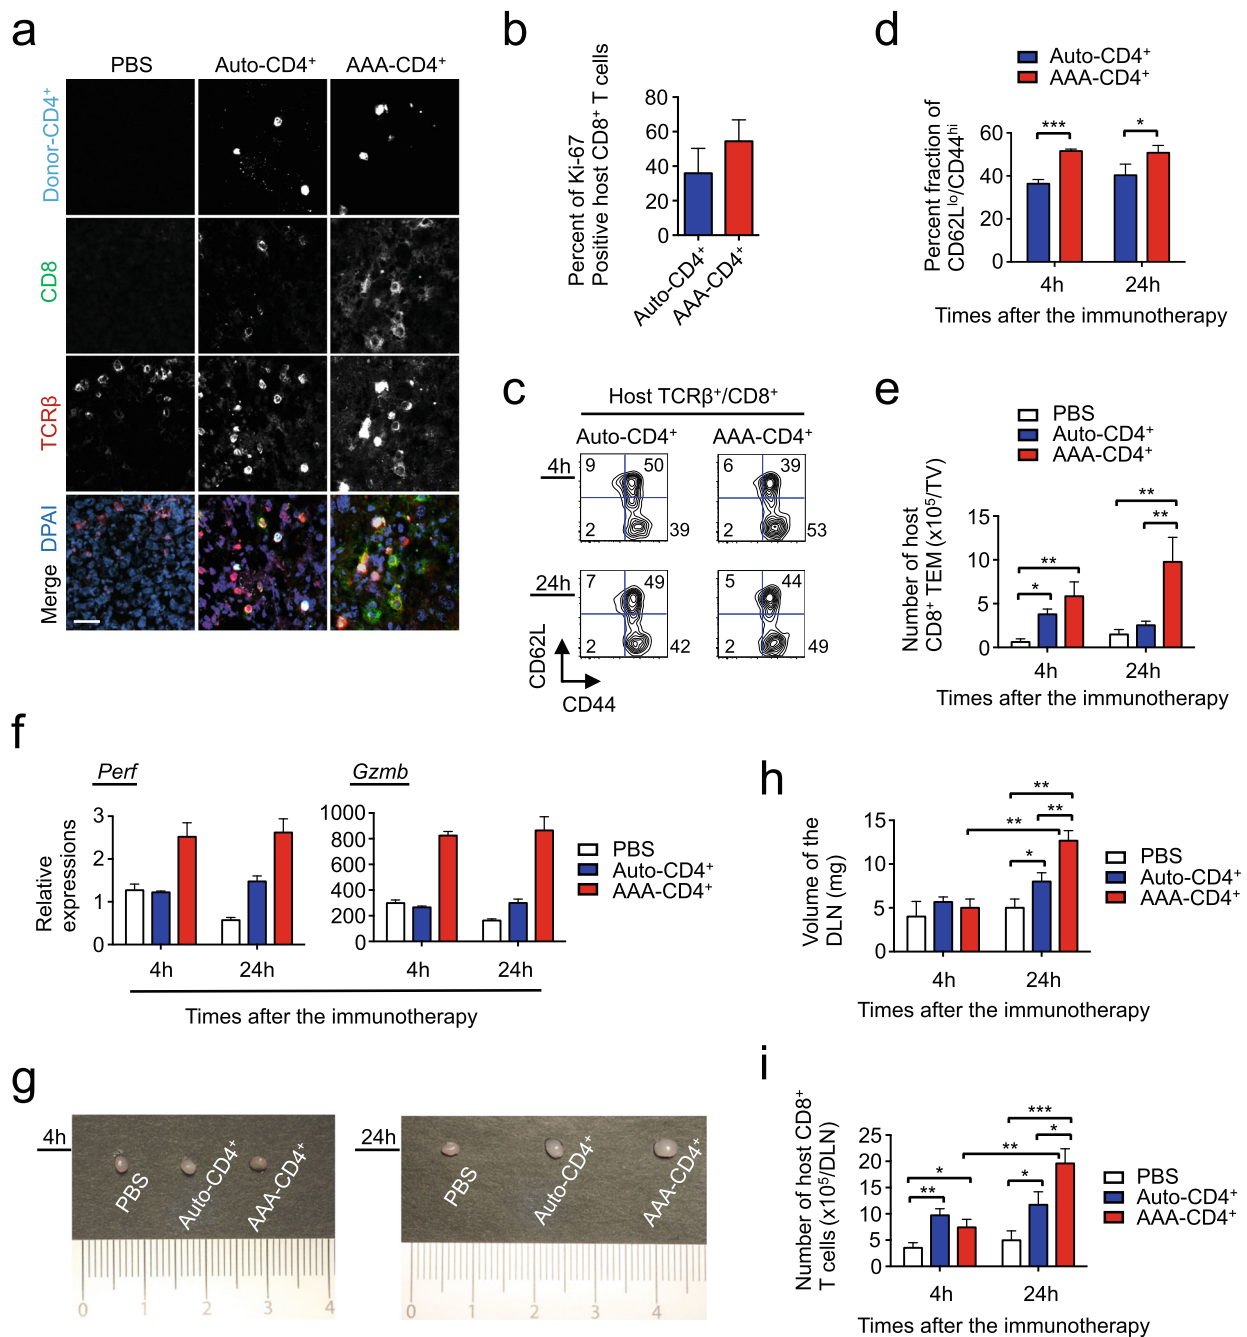 a
PBS
Auto-CD4⁺
AAA-CD4⁺
Donor-CD4⁺
CD8
TCRβ
Merge DPAI
b
Percent of Ki-67
Positive host CD8⁺ T cells
80
60
40
20
0
Auto-CD4⁺
AAA-CD4⁺
c
Host TCRβ⁺/CD8⁺
Auto-CD4⁺
AAA-CD4⁺
4h
9
50
2
39
6
39
2
53
24h
7
49
2
42
5
44
2
49
CD62L
CD44
d
Auto-CD4⁺
AAA-CD4⁺
Percent fraction of
CD62Lˡᵒ/CD44ʰⁱ
60
40
20
0
***
*
4h
24h
Times after the immunotherapy
e
PBS
Auto-CD4⁺
AAA-CD4⁺
Number of host
CD8⁺ TEM (x10⁵/TV)
15
10
5
0
**
*
**
**
4h
24h
Times after the immunotherapy
f
Perf
Relative
expressions
3
2
1
0
4h
24h
Gzmb
1000
800
600
400
200
0
4h
24h
PBS
Auto-CD4⁺
AAA-CD4⁺
Times after the immunotherapy
g
4h
PBS
Auto-CD4⁺
AAA-CD4⁺
0
1
2
3
4
24h
PBS
Auto-CD4⁺
AAA-CD4⁺
0
1
2
3
4
h
Volume of the
DLN (mg)
15
10
5
0
**
**
**
*
4h
24h
PBS
Auto-CD4⁺
AAA-CD4⁺
Times after the immunotherapy
i
Number of host CD8⁺
T cells (x10⁵/DLN)
25
20
15
10
5
0
***
*
**
*
*
**
4h
24h
PBS
Auto-CD4⁺
AAA-CD4⁺
Times after the immunotherapy